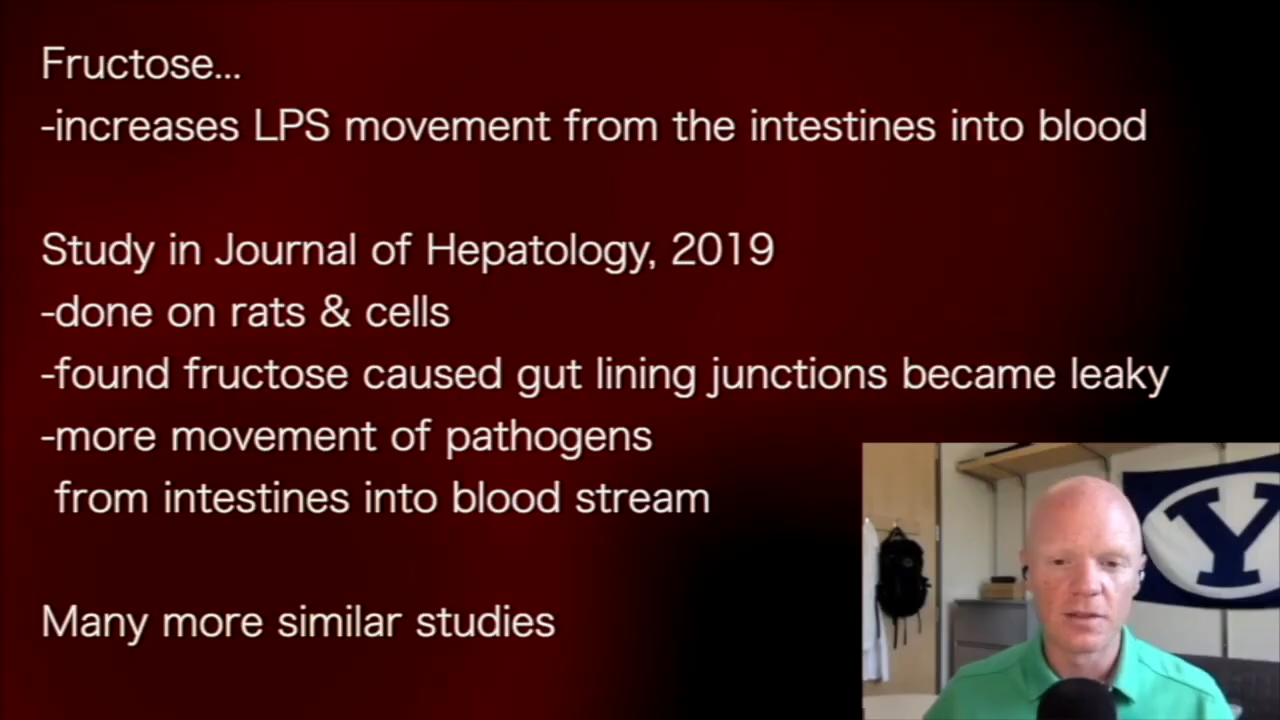 Fructose...
-increases LPS movement from the intestines into blood
Study in Journal of Hepatology, 2019
-done on rats & cells
-found fructose caused gut lining junctions became leaky
-more movement of pathogens
from intestines into blood stream
Many more similar studies
Y